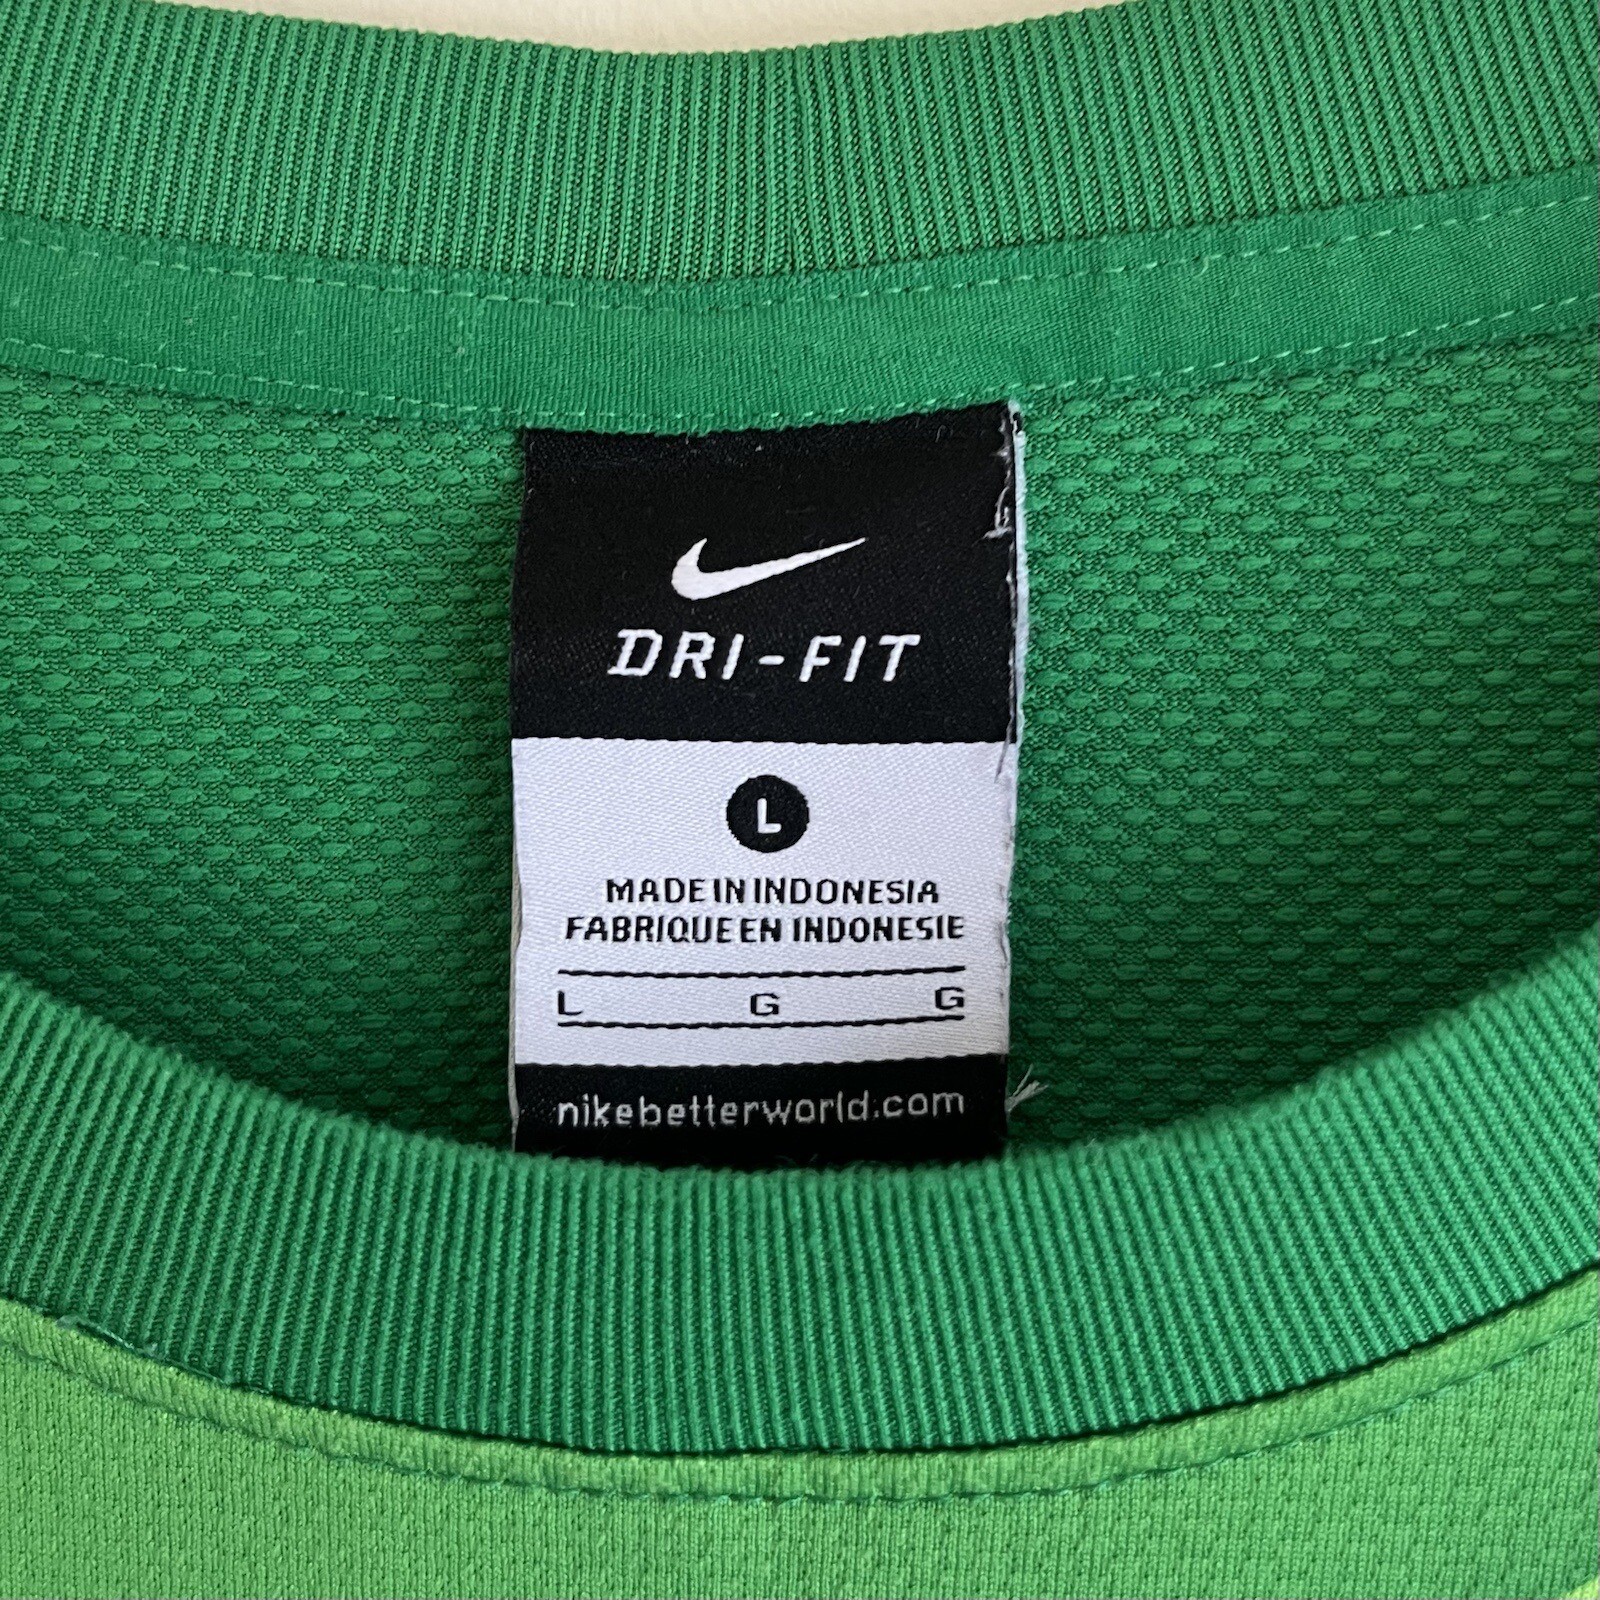 DRI-FIT
L
MADE IN INDONESIA
FABRIQUE EN INDONESIE
L G G
nikebetterworld.com